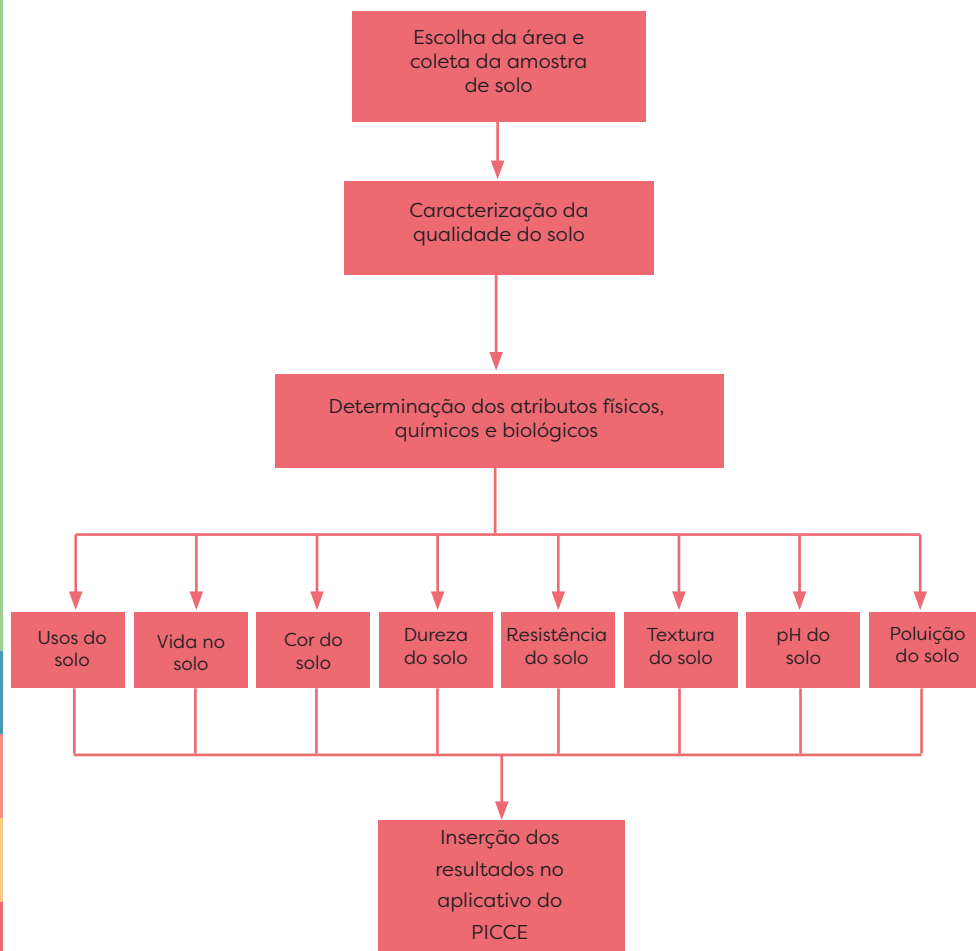 Escolha da área e
coleta da amostra
de solo
Caracterização da
qualidade do solo
Determinação dos atributos físicos,
químicos e biológicos
Usos do
solo
Vida no
solo
Cor do
solo
Dureza
do solo
Resistência
do solo
Textura
do solo
pH do
solo
Poluição
do solo
Inserção dos
resultados no
aplicativo do
PICCE